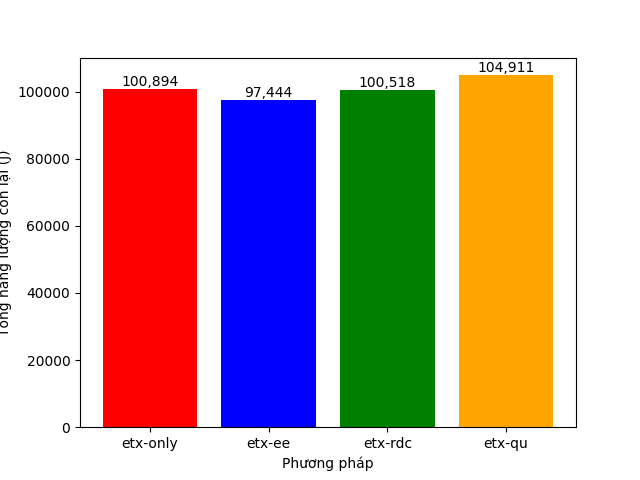 Tổng năng lượng còn lại (J)
100000
80000
60000
40000
20000
0
100,894
97,444
100,518
104,911
etx-only
etx-ee
etx-rdc
etx-qu
Phương pháp